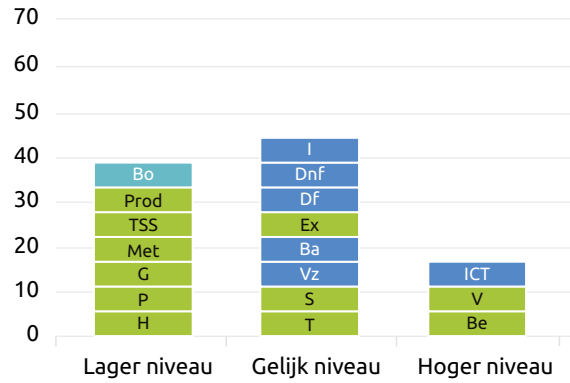 70
60
50
40
30
20
10
0
Bo
Prod
TSS
Met
G
P
H
I
Dnf
Df
Ex
Ba
Vz
S
T
ICT
V
Be
Lager niveau
Gelijk niveau
Hoger niveau